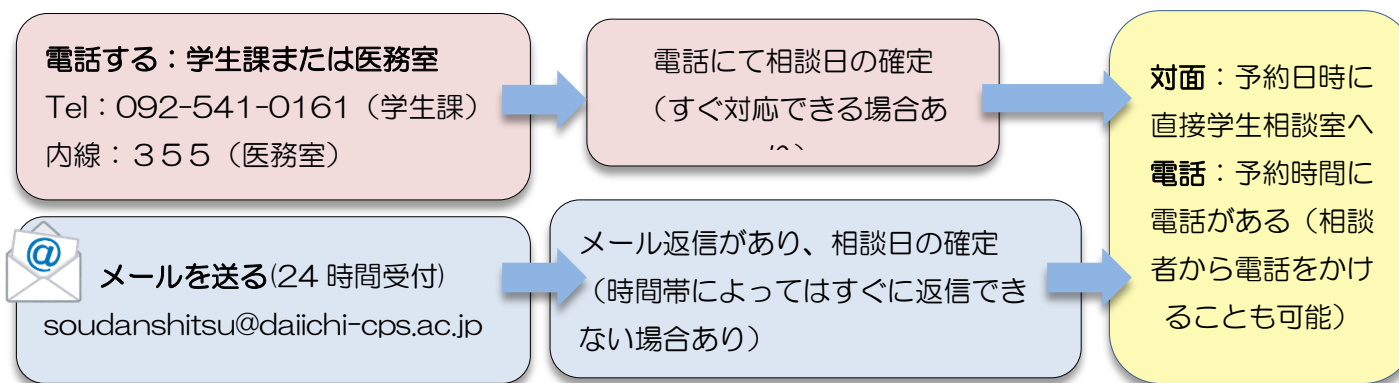 電話する：学生課または医務室
Tel：092-541-0161（学生課）
内線：３５５（医務室）
電話にて相談日の確定
（すぐ対応できる場合あ
メールを送る(24 時間受付)
soudanshitsu@daiichi-cps.ac.jp
メール返信があり、相談日の確定
（時間帯によってはすぐに返信でき
ない場合あり）
対面：予約日時に
直接学生相談室へ
電話：予約時間に
電話がある（相談
者から電話をかけ
ることも可能）